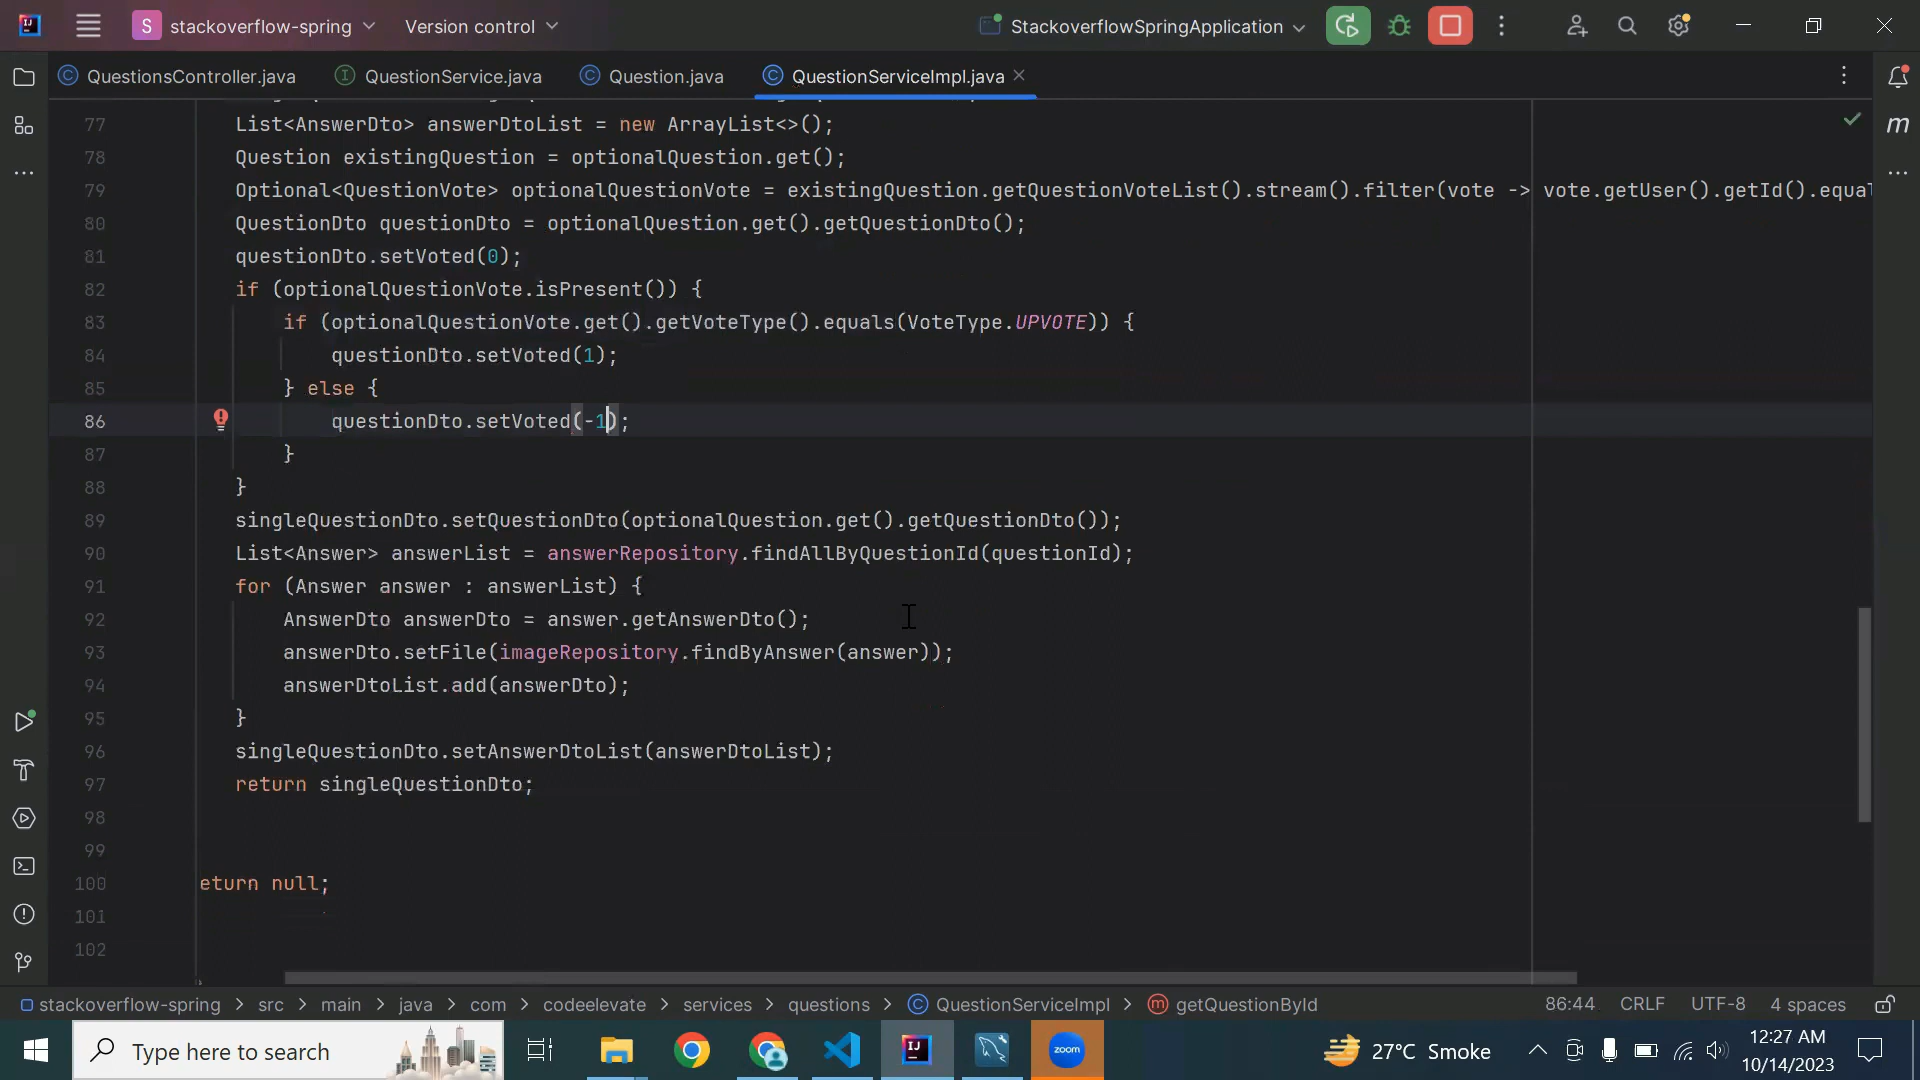 S stackoverflow-spring Version control StackoverflowSpringApplication
QuestionsController.java QuestionService.java Question.java QuestionServiceImpl.java
77 List<AnswerDto> answerDtoList = new ArrayList<>();
78 Question existingQuestion = optionalQuestion.get();
79 Optional<QuestionVote> optionalQuestionVote = existingQuestion.getQuestionVoteList().stream().filter(vote -> vote.getUser().getId().equal
80 QuestionDto questionDto = optionalQuestion.get().getQuestionDto();
81 questionDto.setVoted(0);
82 if (optionalQuestionVote.isPresent()) {
83 if (optionalQuestionVote.get().getVoteType().equals(VoteType.UPVOTE)) {
84 questionDto.setVoted(1);
85 } else {
86 questionDto.setVoted(-1);
87 }
88 }
89 singleQuestionDto.setQuestionDto(optionalQuestion.get().getQuestionDto());
90 List<Answer> answerList = answerRepository.findAllByQuestionId(questionId);
91 for (Answer answer : answerList) {
92 AnswerDto answerDto = answer.getAnswerDto();
93 answerDto.setFile(imageRepository.findByAnswer(answer));
94 answerDtoList.add(answerDto);
95 }
96 singleQuestionDto.setAnswerDtoList(answerDtoList);
97 return singleQuestionDto;
98
99
100 eturn null;
101
102
stackoverflow-spring > src > main > java > com > codeelevate > services > questions > QuestionServiceImpl > getQuestionById 86:44 CRLF UTF-8 4 spaces
Type here to search zoom 27°C Smoke 12:27 AM
10/14/2023